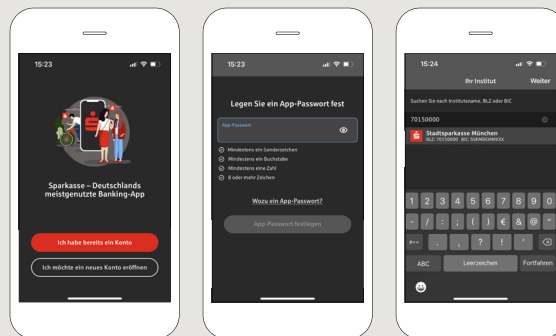 15:23
Sparkasse – Deutschlands
meistgenutzte Banking-App
Ich habe bereits ein Konto
Ich möchte ein neues Konto eröffnen
15:23
Legen Sie ein App-Passwort fest
App-Passwort
Mindestens ein Sonderzeichen
Mindestens ein Buchstabe
Mindestens eine Zahl
8 oder mehr Zeichen
Wozu ein App-Passwort?
App-Passwort festlegen
15:24
Ihr Institut
Weiter
Suchen Sie nach Institutsname, BLZ oder BIC
70150000
Stadtsparkasse München
BLZ: 70150000 BIC: SSKMDEMMXXX
1 2 3 4 5 6 7 8 9 0
- / : ; ( ) € & @ "
#+= . , ? ! '
ABC
Leerzeichen
Fortfahren